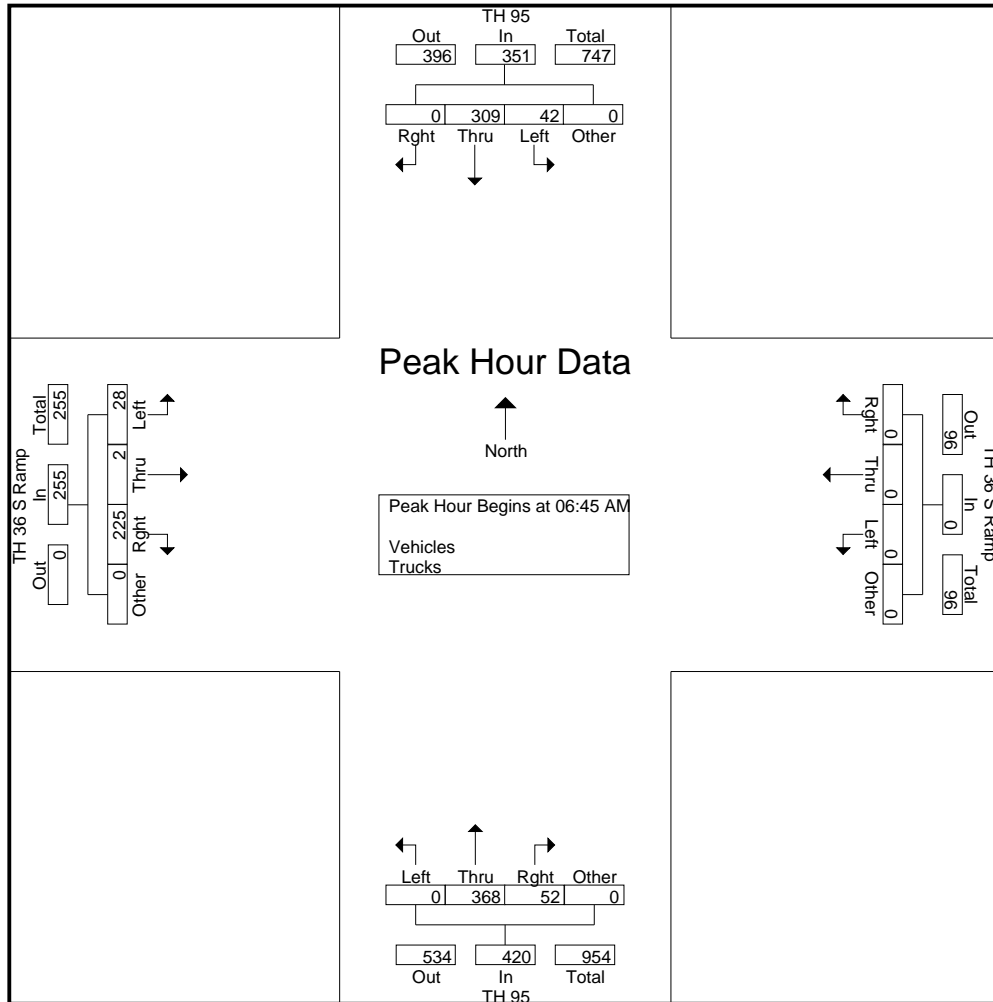 TH 95
Out In Total
396 351 747
0 309 42 0
Rght Thru Left Other
Peak Hour Data
North
Peak Hour Begins at 06:45 AM
Vehicles
Trucks
TH 36 S Ramp
Total In Out
255 255 0
28 2 225 0
Left Thru Rght Other
Rght Thru Left Other
0 0 0 0
Out In Total
96 0 96
TH 36 S Ramp
Left Thru Rght Other
0 368 52 0
534 420 954
Out In Total
TH 95